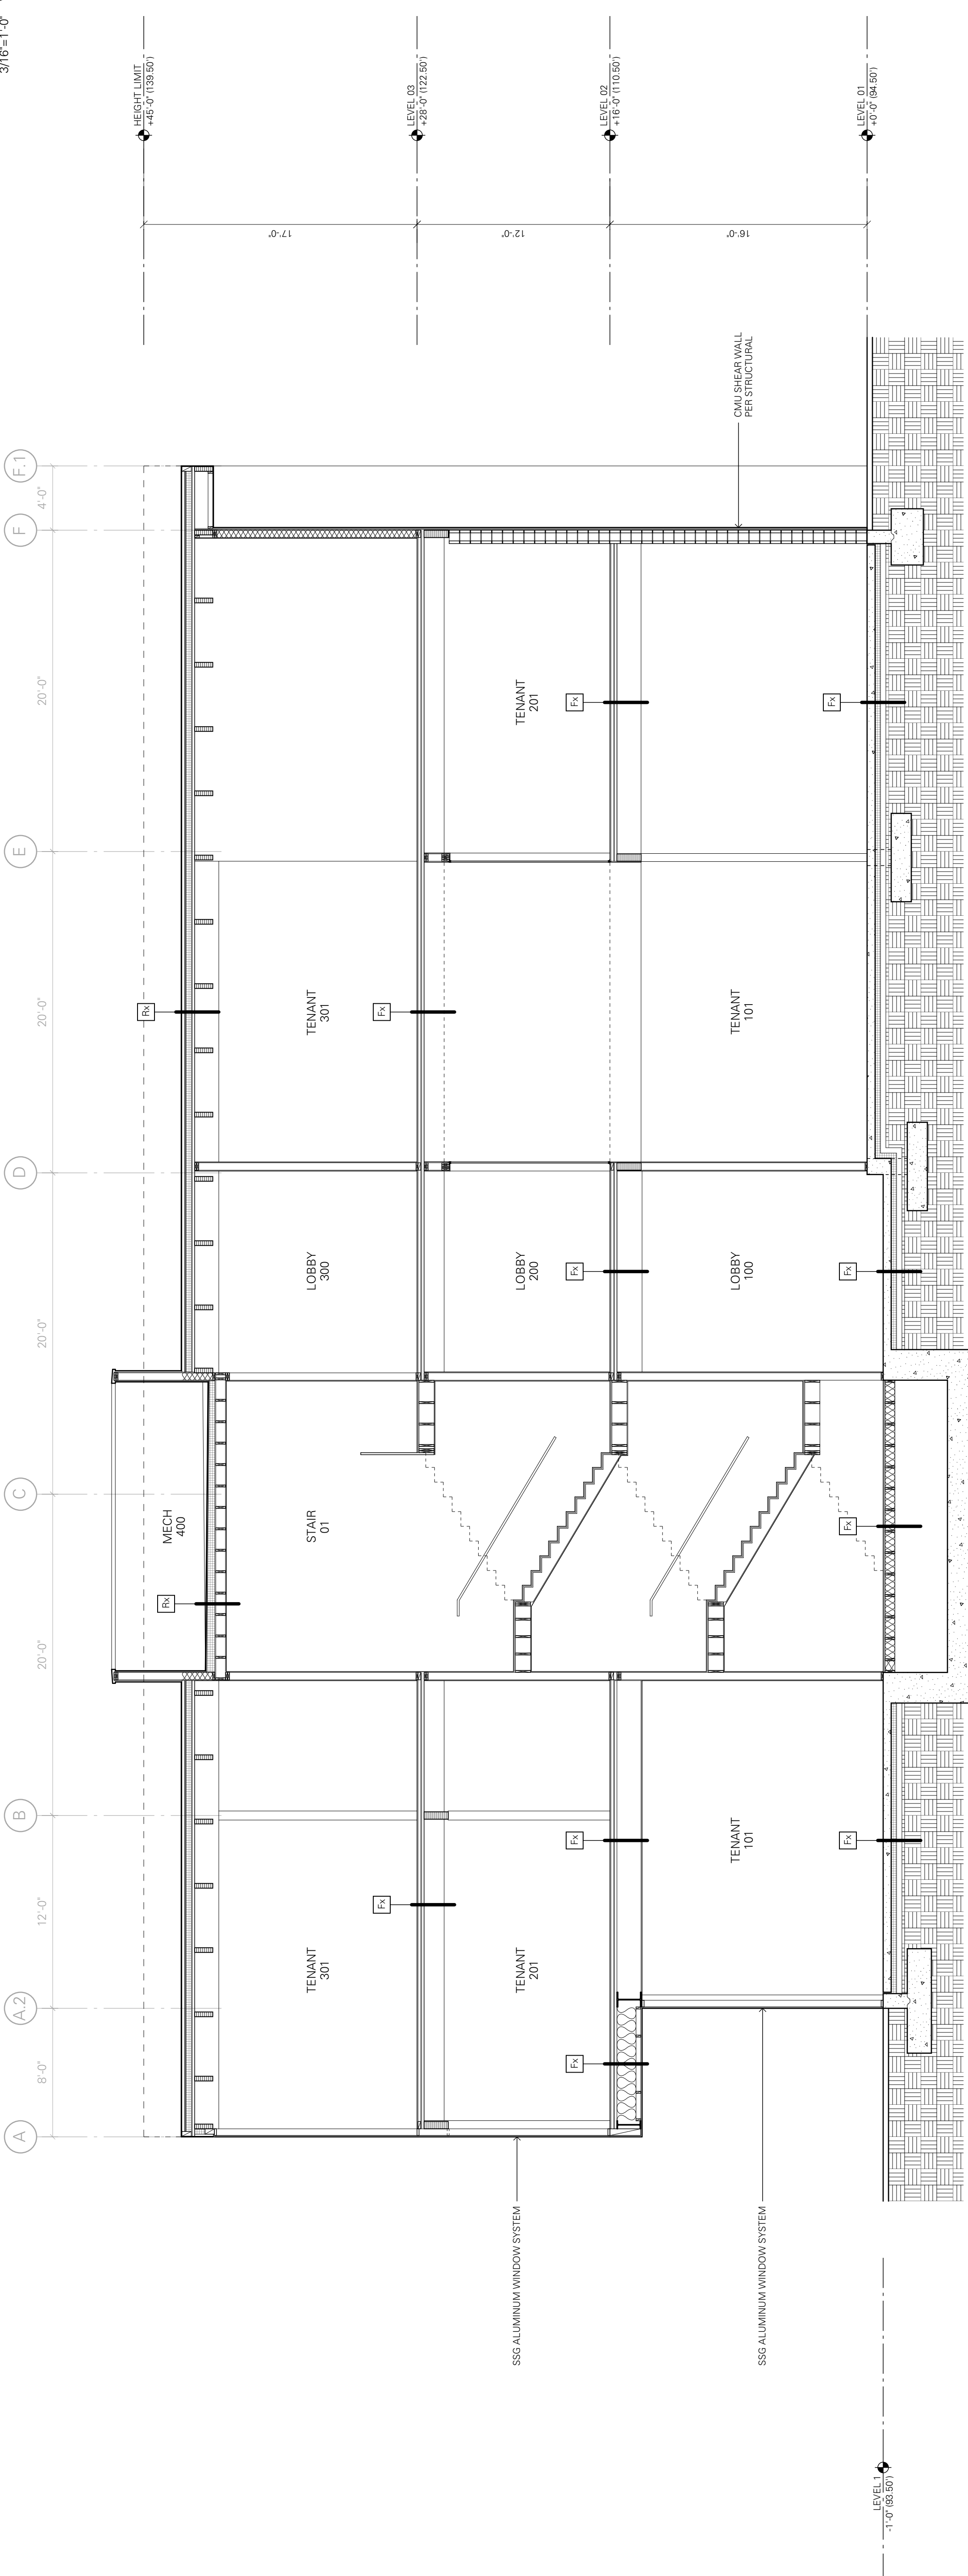 3/16"=1'-0"
A
A.2
B
C
D
E
F
F.1
8'-0"
12'-0"
20'-0"
20'-0"
20'-0"
20'-0"
4'-0"
HEIGHT LIMIT
+45'-0" (139.50')
LEVEL 03
+28'-0" (122.50')
LEVEL 02
+16'-0" (110.50')
LEVEL 01
+0'-0" (94.50')
17'-0"
12'-0"
16'-0"
MECH
400
Rx
Rx
TENANT
301
STAIR
01
LOBBY
300
TENANT
301
Fx
Fx
TENANT
201
LOBBY
200
TENANT
201
SSG ALUMINUM WINDOW SYSTEM
Fx
Fx
Fx
Fx
TENANT
101
LOBBY
100
TENANT
101
CMU SHEAR WALL
PER STRUCTURAL
SSG ALUMINUM WINDOW SYSTEM
Fx
Fx
Fx
Fx
LEVEL 1
-1'-0" (93.50')